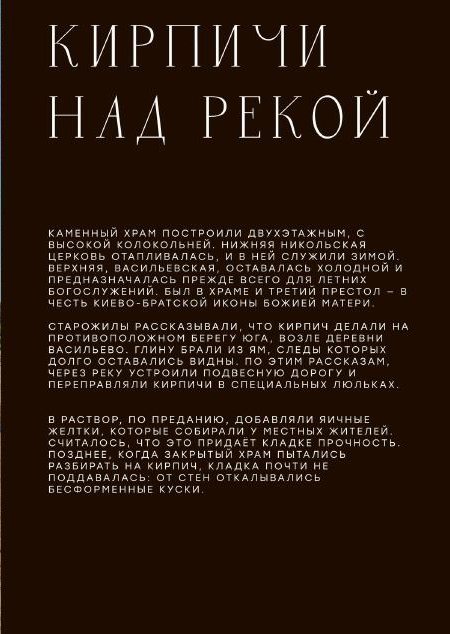 КИРПИЧИ
НАД РЕКОЙ
КАМЕННЫЙ ХРАМ ПОСТРОИЛИ ДВУХЭТАЖНЫМ, С
ВЫСОКОЙ КОЛОКОЛЬНЕЙ. НИЖНЯЯ НИКОЛЬСКАЯ
ЦЕРКОВЬ ОТАПЛИВАЛАСЬ, И В НЕЙ СЛУЖИЛИ ЗИМОЙ.
ВЕРХНЯЯ, ВАСИЛЬЕВСКАЯ, ОСТАВАЛАСЬ ХОЛОДНОЙ И
ПРЕДНАЗНАЧАЛАСЬ ПРЕЖДЕ ВСЕГО ДЛЯ ЛЕТНИХ
БОГОСЛУЖЕНИЙ. БЫЛ В ХРАМЕ И ТРЕТИЙ ПРЕСТОЛ – В
ЧЕСТЬ КИЕВО-БРАТСКОЙ ИКОНЫ БОЖИЕЙ МАТЕРИ.
СТАРОЖИЛЫ РАССКАЗЫВАЛИ, ЧТО КИРПИЧ ДЕЛАЛИ НА
ПРОТИВОПОЛОЖНОМ БЕРЕГУ ЮГА, ВОЗЛЕ ДЕРЕВНИ
ВАСИЛЬЕВО. ГЛИНУ БРАЛИ ИЗ ЯМ, СЛЕДЫ КОТОРЫХ
ДОЛГО ОСТАВАЛИСЬ ВИДНЫ. ПО ЭТИМ РАССКАЗАМ,
ЧЕРЕЗ РЕКУ УСТРОИЛИ ПОДВЕСНУЮ ДОРОГУ И
ПЕРЕПРАВЛЯЛИ КИРПИЧИ В СПЕЦИАЛЬНЫХ ЛЮЛЬКАХ.
В РАСТВОР, ПО ПРЕДАНИЮ, ДОБАВЛЯЛИ ЯИЧНЫЕ
ЖЕЛТКИ, КОТОРЫЕ СОБИРАЛИ У МЕСТНЫХ ЖИТЕЛЕЙ.
СЧИТАЛОСЬ, ЧТО ЭТО ПРИДАЁТ КЛАДКЕ ПРОЧНОСТЬ.
ПОЗДНЕЕ, КОГДА ЗАКРЫТЫЙ ХРАМ ПЫТАЛИСЬ
РАЗБИРАТЬ НА КИРПИЧ, КЛАДКА ПОЧТИ НЕ
ПОДДАВАЛАСЬ: ОТ СТЕН ОТКАЛЫВАЛИСЬ
БЕСФОРМЕННЫЕ КУСКИ.